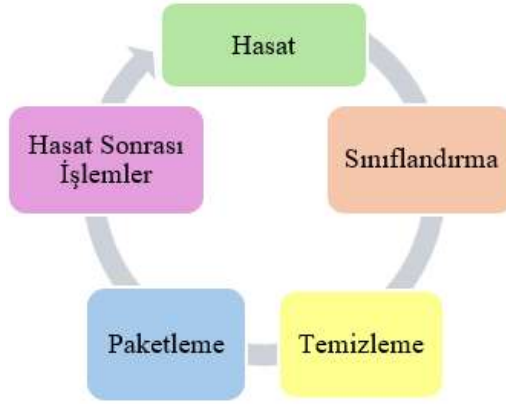 Hasat
Sınıflandırma
Temizleme
Paketleme
Hasat Sonrası
İşlemler